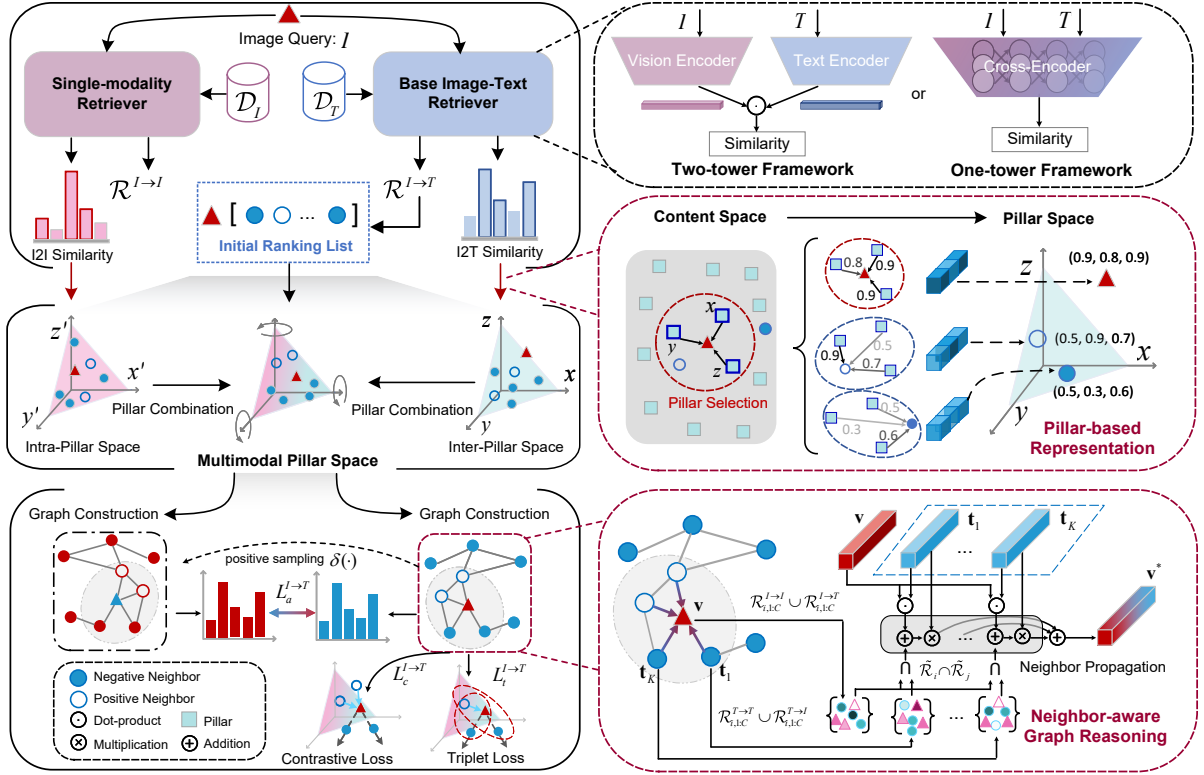 Image Query: I
Single-modality
Retriever
D_I
D_T
Base Image-Text
Retriever
R^{I→I}
R^{I→T}
[ ... ]
Initial Ranking List
I2I Similarity
I2T Similarity
I
T
Vision Encoder
Text Encoder
Similarity
Two-tower Framework
or
I
T
Cross-Encoder
Similarity
One-tower Framework
z'
x'
y'
Intra-Pillar Space
Pillar Combination
Pillar Combination
z
x
y
Inter-Pillar Space
Multimodal Pillar Space
Content Space
Pillar Space
x
y
z
Pillar Selection
0.8
0.9
0.9
0.5
0.9
0.7
0.5
0.3
0.6
z
(0.9, 0.8, 0.9)
(0.5, 0.9, 0.7)
x
(0.5, 0.3, 0.6)
y
Pillar-based
Representation
Graph Construction
Graph Construction
positive sampling δ(·)
L_a^{I→T}
L_c^{I→T}
L_t^{I→T}
Negative Neighbor
Positive Neighbor
Dot-product
Pillar
Multiplication
Addition
Contrastive Loss
Triplet Loss
v
t_1
t_K
...
v*
v
R_{i,1:C}^{I→I} ∪ R_{i,1:C}^{I→T}
t_K
t_1
R_{i,1:C}^{T→T} ∪ R_{i,1:C}^{T→I}
....
Neighbor Propagation
∩ R̃_i ∩ R̃_j ∩
{ } { } ... { }
Neighbor-aware
Graph Reasoning